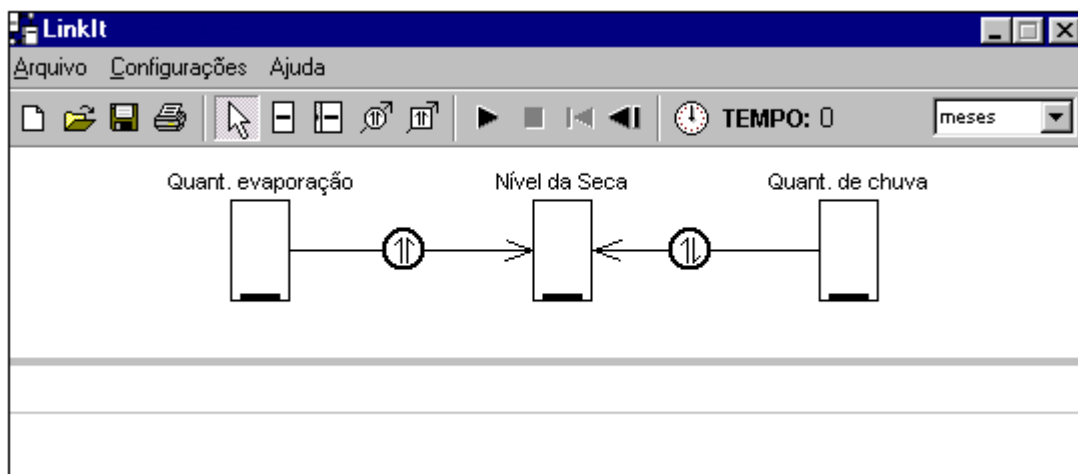 LinkIt
Arquivo Configurações Ajuda
TEMPO: 0 meses
Quant. evaporação Nível da Seca Quant. de chuva